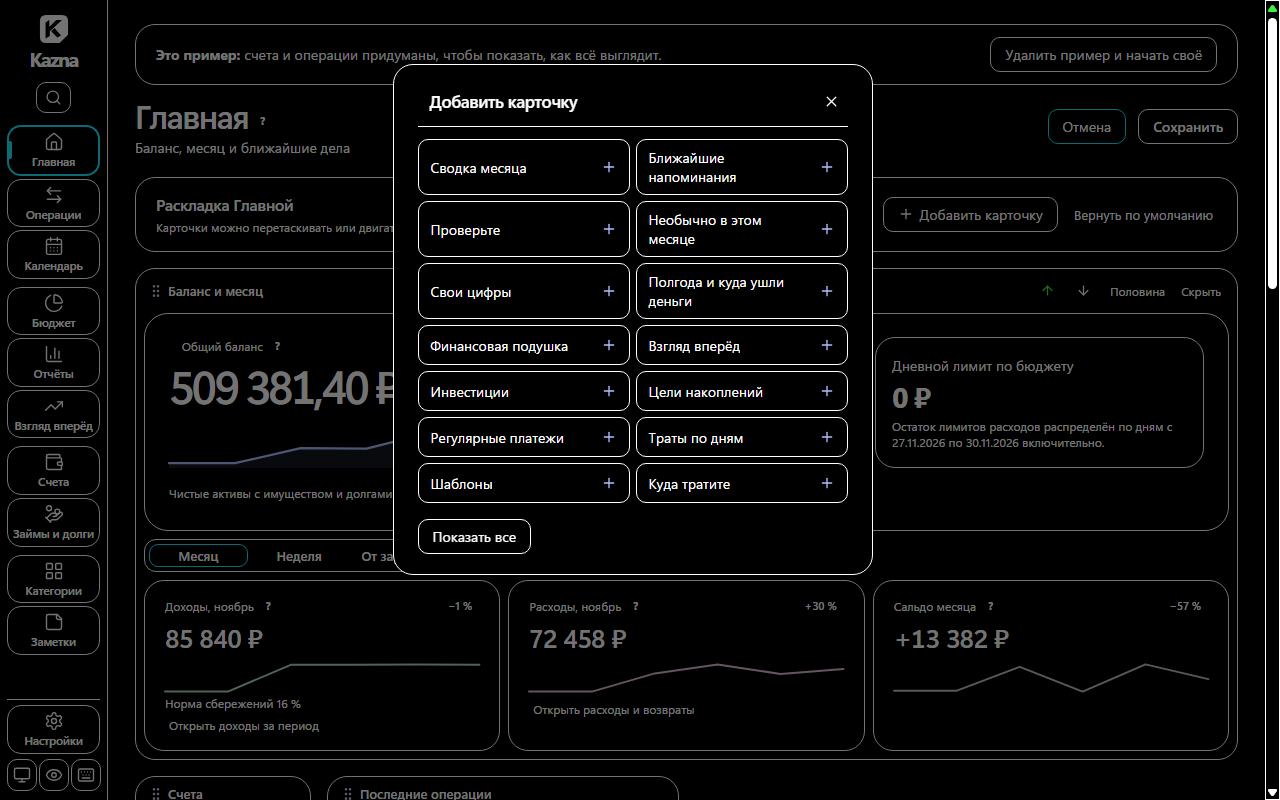 Kazna
Это пример: счета и операции придуманы, чтобы показать, как всё выглядит.
Удалить пример и начать своё
Главная ?
Баланс, месяц и ближайшие дела
Отмена
Сохранить
Главная
Операции
Календарь
Бюджет
Отчёты
Взгляд вперёд
Счета
Займы и долги
Категории
Заметки
Настройки
Раскладка Главной
Карточки можно перетаскивать или двигат
+ Добавить карточку
Вернуть по умолчанию
Добавить карточку
Сводка месяца
Ближайшие
напоминания
Проверьте
Необычно в этом
месяце
Свои цифры
Полгода и куда ушли
деньги
Финансовая подушка
Взгляд вперёд
Инвестиции
Цели накоплений
Регулярные платежи
Траты по дням
Шаблоны
Куда тратите
Показать все
Баланс и месяц
Половина
Скрыть
Общий баланс ?
509 381,40 ₽
Чистые активы с имуществом и долгами
Дневной лимит по бюджету
0 ₽
Остаток лимитов расходов распределён по дням с
27.11.2026 по 30.11.2026 включительно.
Месяц
Неделя
От за
Доходы, ноябрь ?
−1 %
85 840 ₽
Норма сбережений 16 %
Открыть доходы за период
Расходы, ноябрь ?
+30 %
72 458 ₽
Открыть расходы и возвраты
Сальдо месяца ?
−57 %
+13 382 ₽
Счета
Последние операции